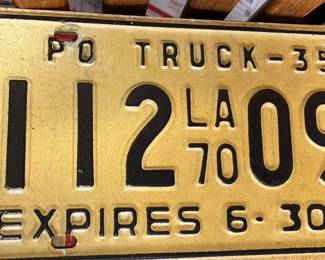 PO TRUCK-35
112 LA 70 09
EXPIRES 6-30